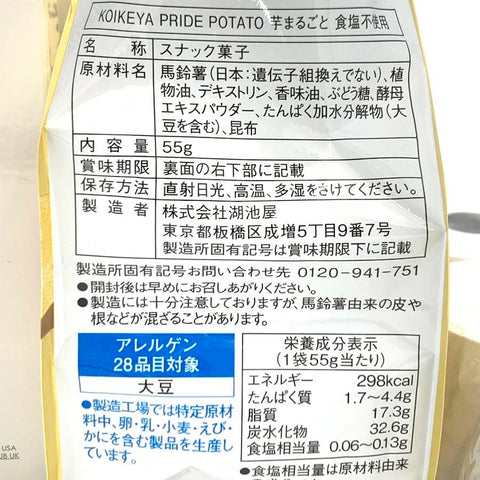 KOIKEYA PRIDE POTATO 芋まるごと 食塩不使用
名称 スナック菓子
原材料名 馬鈴薯(日本:遺伝子組換えでない)、植
物油、デキストリン、香味油、ぶどう糖、酵母
エキスパウダー、たんぱく加水分解物(大
豆を含む)、昆布
内容量 55g
賞味期限 裏面の右下部に記載
保存方法 直射日光、高温、多湿をさけてください。
製造者 株式会社湖池屋
東京都板橋区成増5丁目9番7号
製造所固有記号は賞味期限下に記載
製造所固有記号お問い合わせ先 0120-941-751
●開封後は早めにお召しあがりください。
●製造には十分注意しておりますが、馬鈴薯由来の皮や
根などが混ざることがあります。
アレルゲン
28品目対象
大豆
●製造工場では特定原材
料中、卵・乳・小麦・えび・
かにを含む製品を生産し
ています。
栄養成分表示
(1袋55g当たり)
エネルギー 298kcal
たんぱく質 1.7~4.4g
脂質 17.3g
炭水化物 32.6g
食塩相当量 0.06~0.13g
●食塩相当量は原材料由来
USA
UB UK